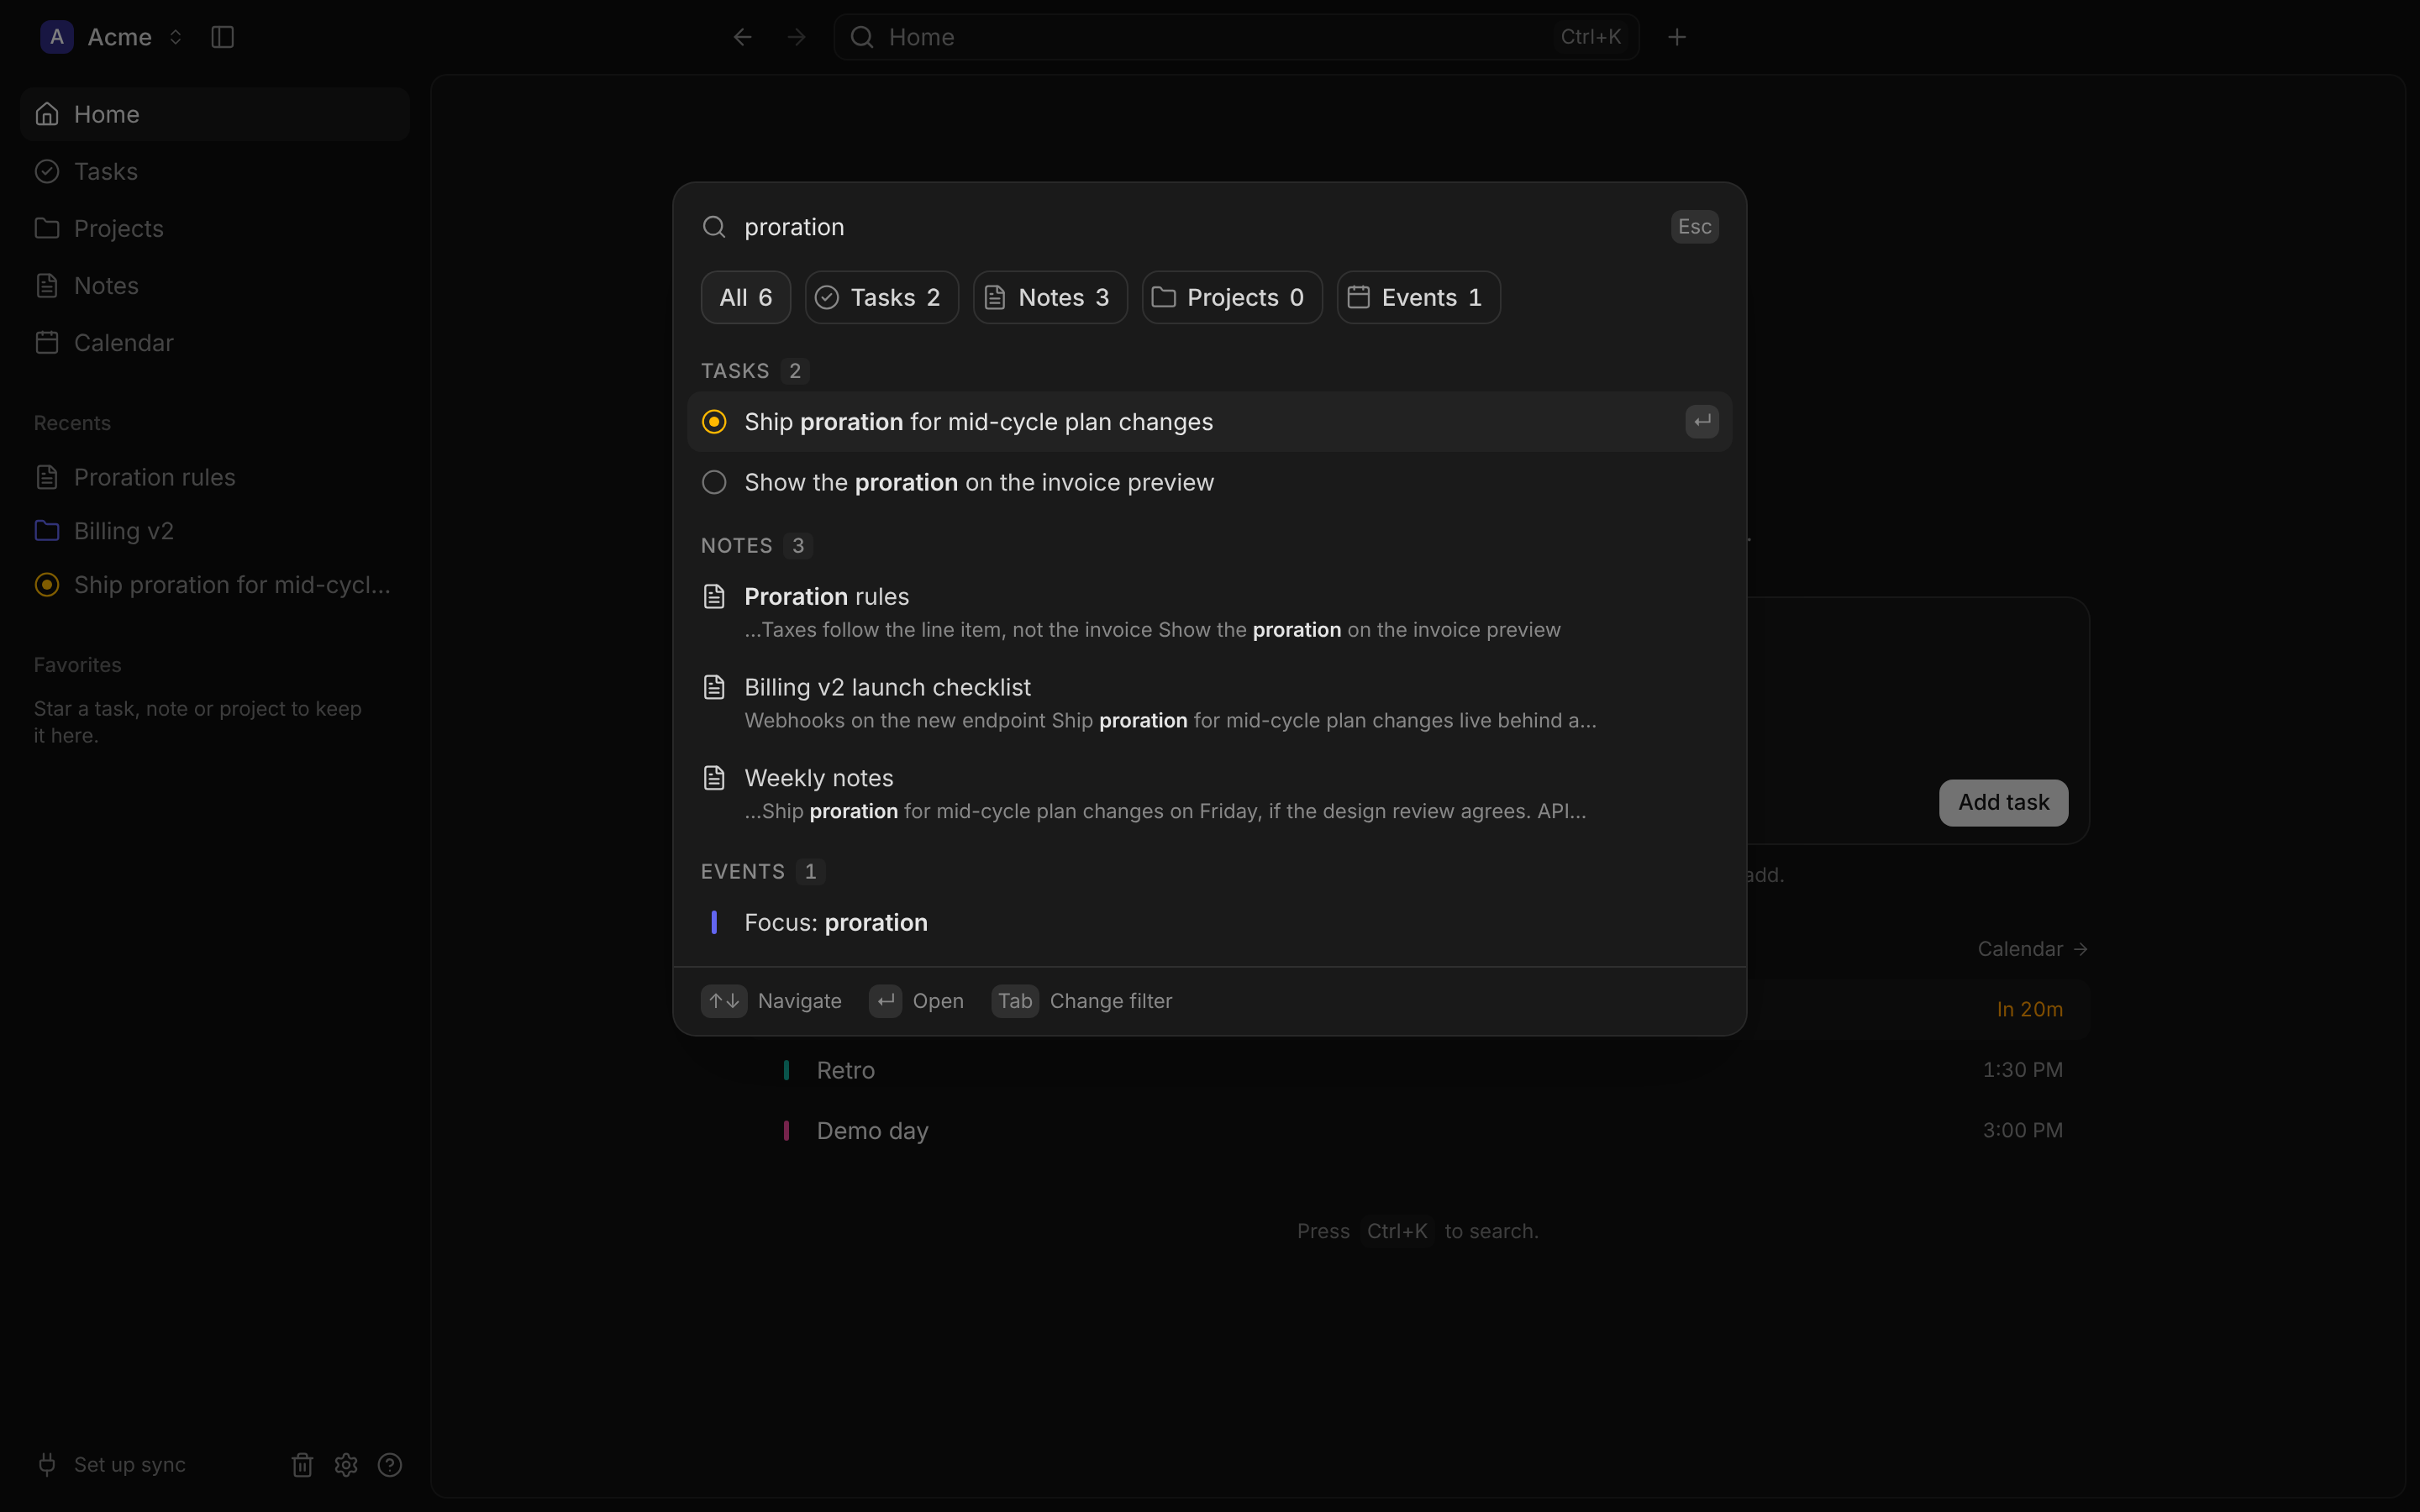 A Acme
Home Ctrl+K
Home
Tasks
Projects
Notes
Calendar
Recents
Proration rules
Billing v2
Ship proration for mid-cycl...
Favorites
Star a task, note or project to keep
it here.
Set up sync
proration Esc
All 6 Tasks 2 Notes 3 Projects 0 Events 1
TASKS 2
Ship proration for mid-cycle plan changes
Show the proration on the invoice preview
NOTES 3
Proration rules
...Taxes follow the line item, not the invoice Show the proration on the invoice preview
Billing v2 launch checklist
Webhooks on the new endpoint Ship proration for mid-cycle plan changes live behind a...
Weekly notes
...Ship proration for mid-cycle plan changes on Friday, if the design review agrees. API...
EVENTS 1
Focus: proration
↑↓ Navigate ↵ Open Tab Change filter
Add task
add.
Calendar →
In 20m
Retro 1:30 PM
Demo day 3:00 PM
Press Ctrl+K to search.